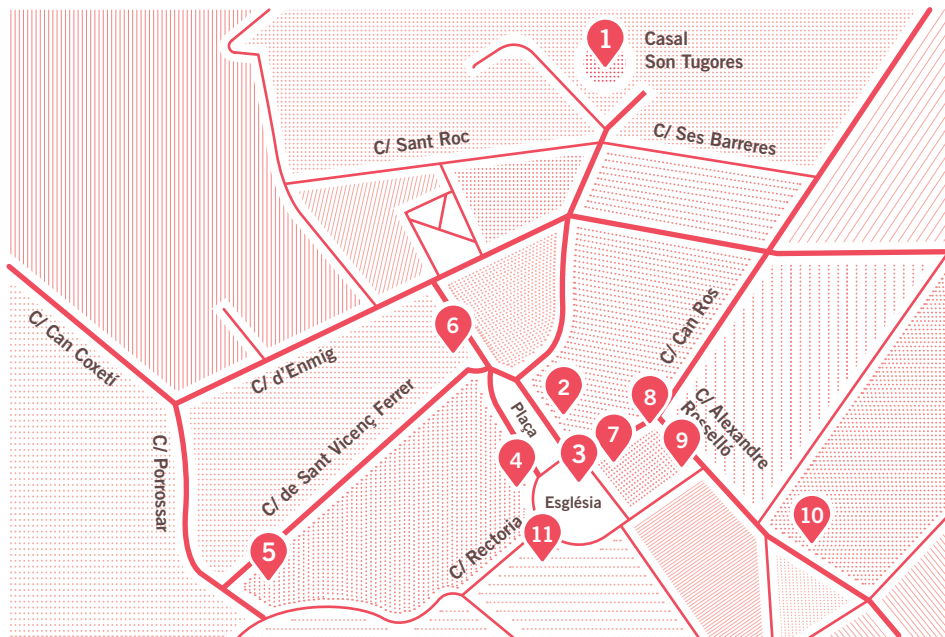 1
Casal
Son Tugores
C/ Sant Roc
C/ Ses Barreres
C/ Can Coxetí
C/ d'Enmig
6
C/ Can Ros
2
Plaça
8
C/ Alexandre
Rosselló
C/ de Sant Vicenç Ferrer
C/ Porrossar
7
9
3
4
Església
10
11
C/ Rectoria
5